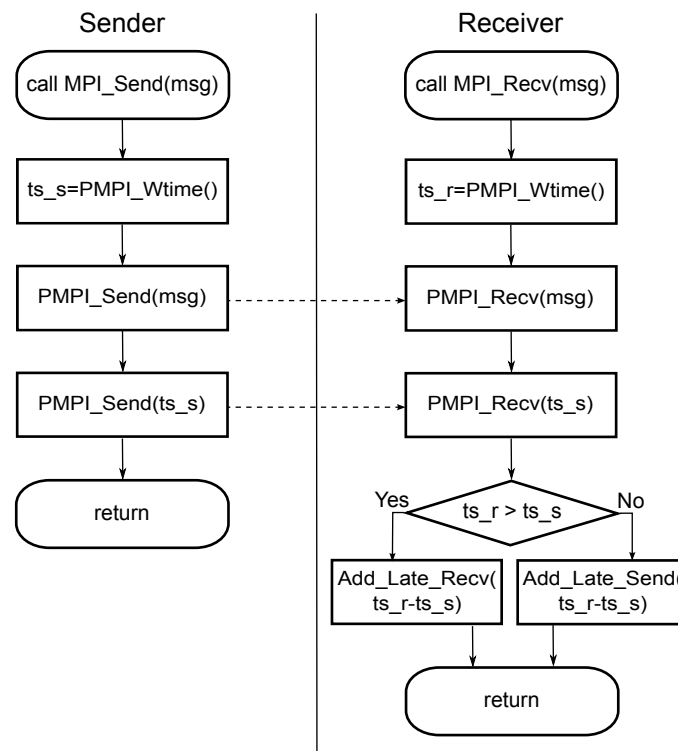 Sender
call MPI_Send(msg)
ts_s=PMPI_Wtime()
PMPI_Send(msg)
PMPI_Send(ts_s)
return
Receiver
call MPI_Recv(msg)
ts_r=PMPI_Wtime()
PMPI_Recv(msg)
PMPI_Recv(ts_s)
ts_r > ts_s
Yes
No
Add_Late_Recv(
ts_r-ts_s)
Add_Late_Send(
ts_r-ts_s)
return